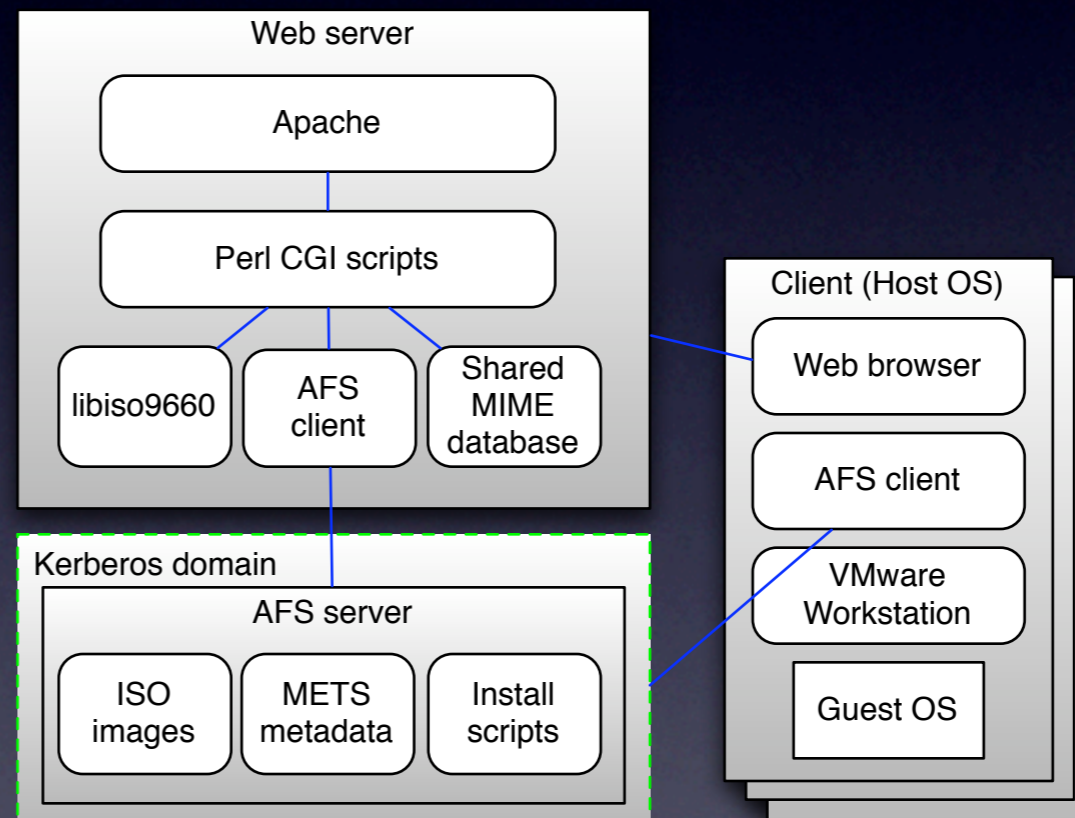 Web server
Apache
Perl CGI scripts
libiso9660
AFS
client
Shared
MIME
database
Kerberos domain
AFS server
ISO
images
METS
metadata
Install
scripts
Client (Host OS)
Web browser
AFS client
VMware
Workstation
Guest OS